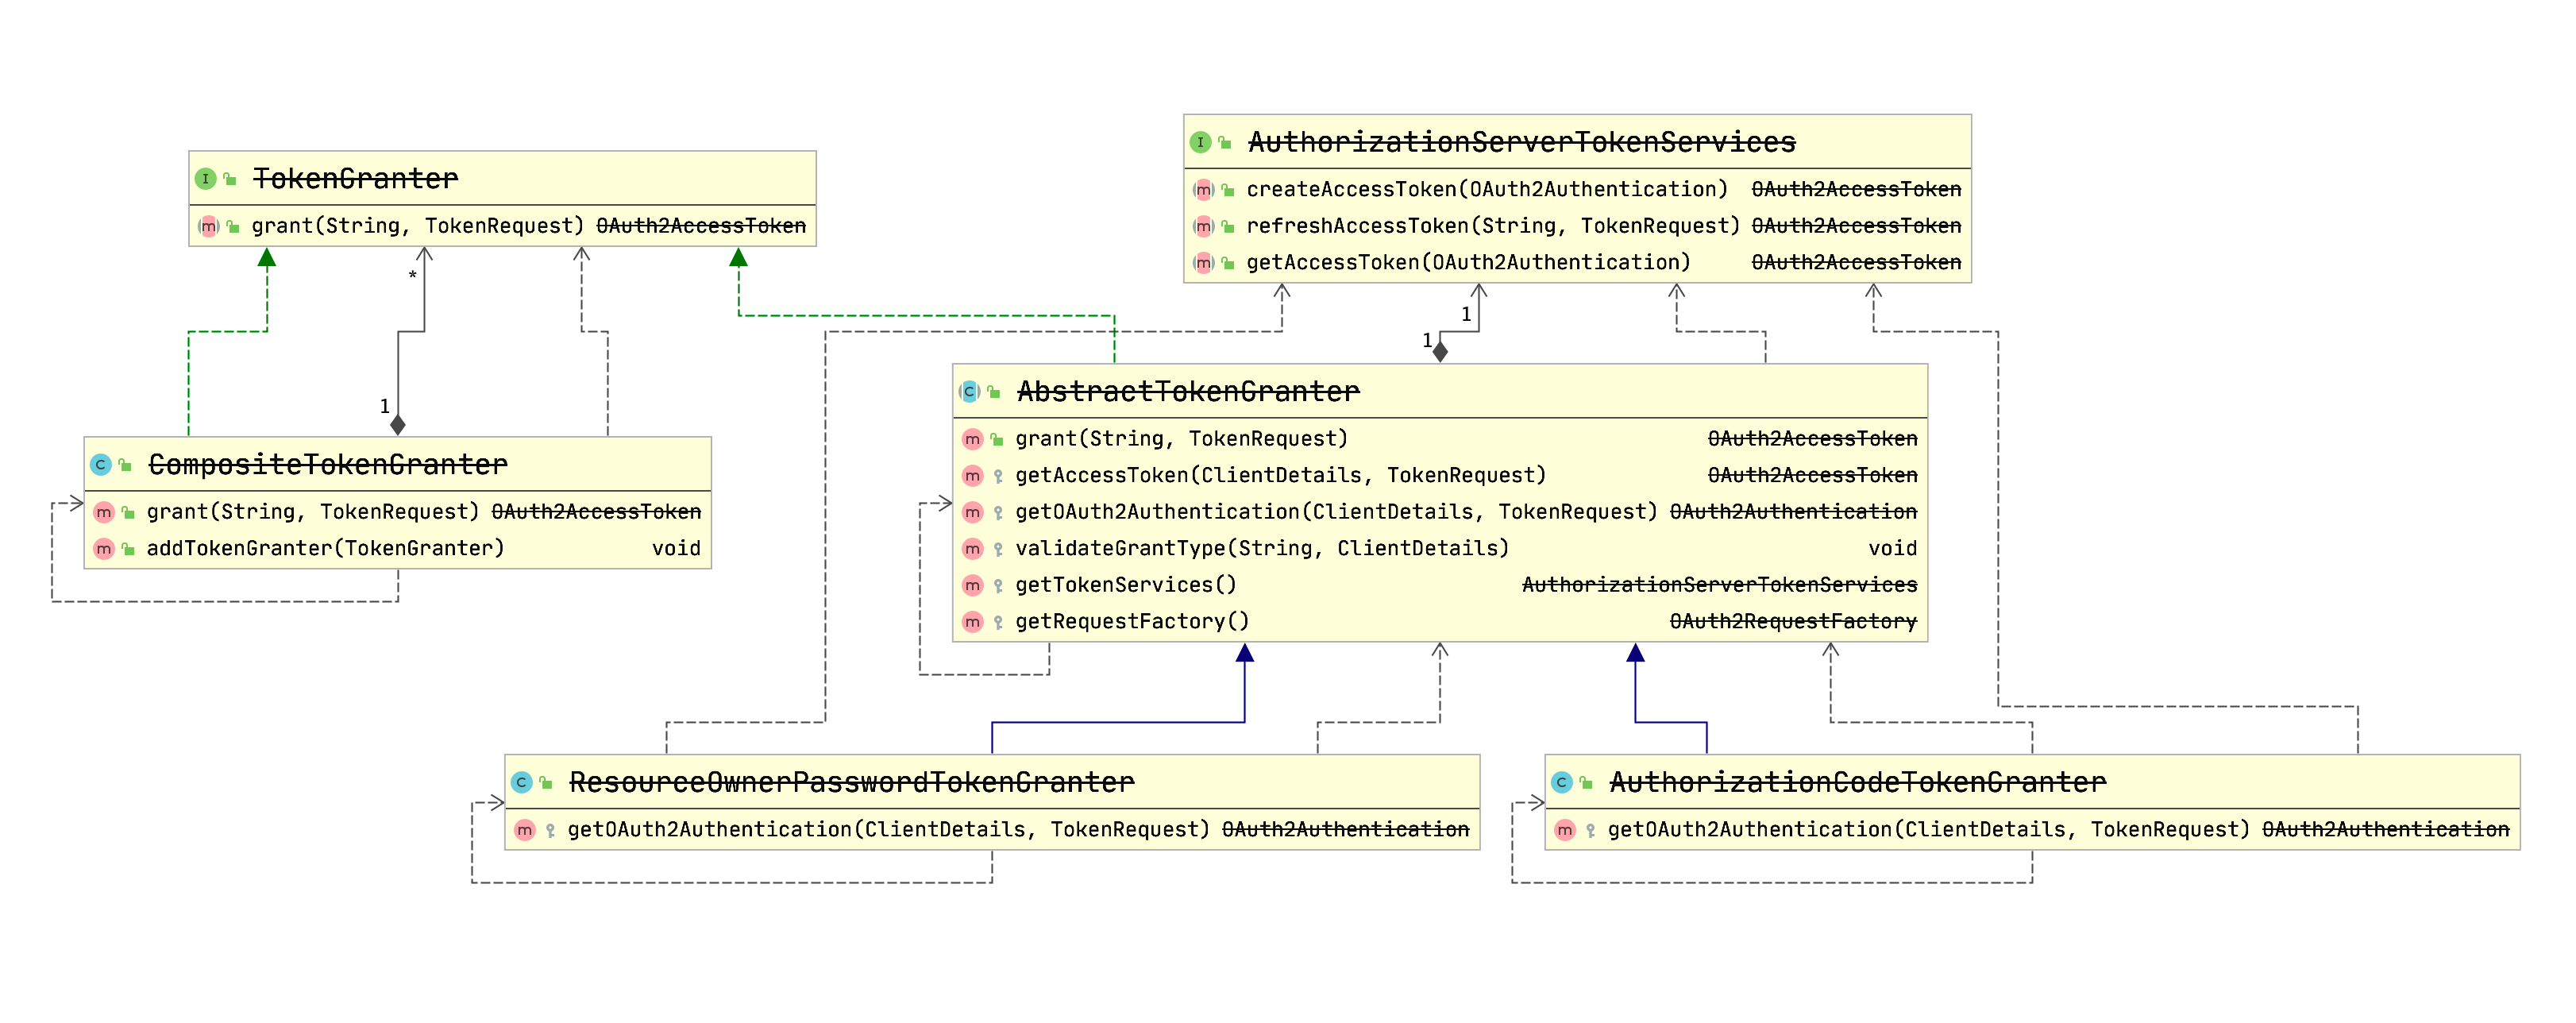 TokenGranter
grant(String, TokenRequest) OAuth2AccessToken
AuthorizationServerTokenServices
createAccessToken(OAuth2Authentication) OAuth2AccessToken
refreshAccessToken(String, TokenRequest) OAuth2AccessToken
getAccessToken(OAuth2Authentication) OAuth2AccessToken
*
1
1
1
CompositeTokenGranter
grant(String, TokenRequest) OAuth2AccessToken
addTokenGranter(TokenGranter) void
AbstractTokenGranter
grant(String, TokenRequest) OAuth2AccessToken
getAccessToken(ClientDetails, TokenRequest) OAuth2AccessToken
getOAuth2Authentication(ClientDetails, TokenRequest) OAuth2Authentication
validateGrantType(String, ClientDetails) void
getTokenServices() AuthorizationServerTokenServices
getRequestFactory() OAuth2RequestFactory
ResourceOwnerPasswordTokenGranter
getOAuth2Authentication(ClientDetails, TokenRequest) OAuth2Authentication
AuthorizationCodeTokenGranter
getOAuth2Authentication(ClientDetails, TokenRequest) OAuth2Authentication